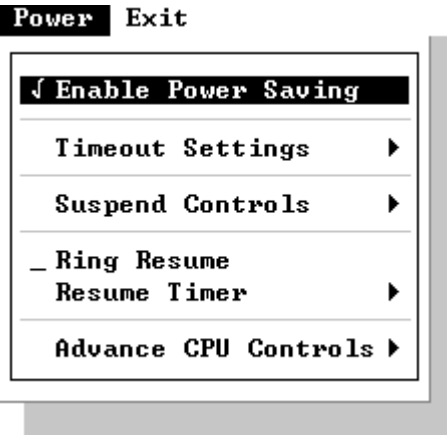 Power Exit
√ Enable Power Saving
Timeout Settings ▶
Suspend Controls ▶
_ Ring Resume
Resume Timer ▶
Advance CPU Controls ▶